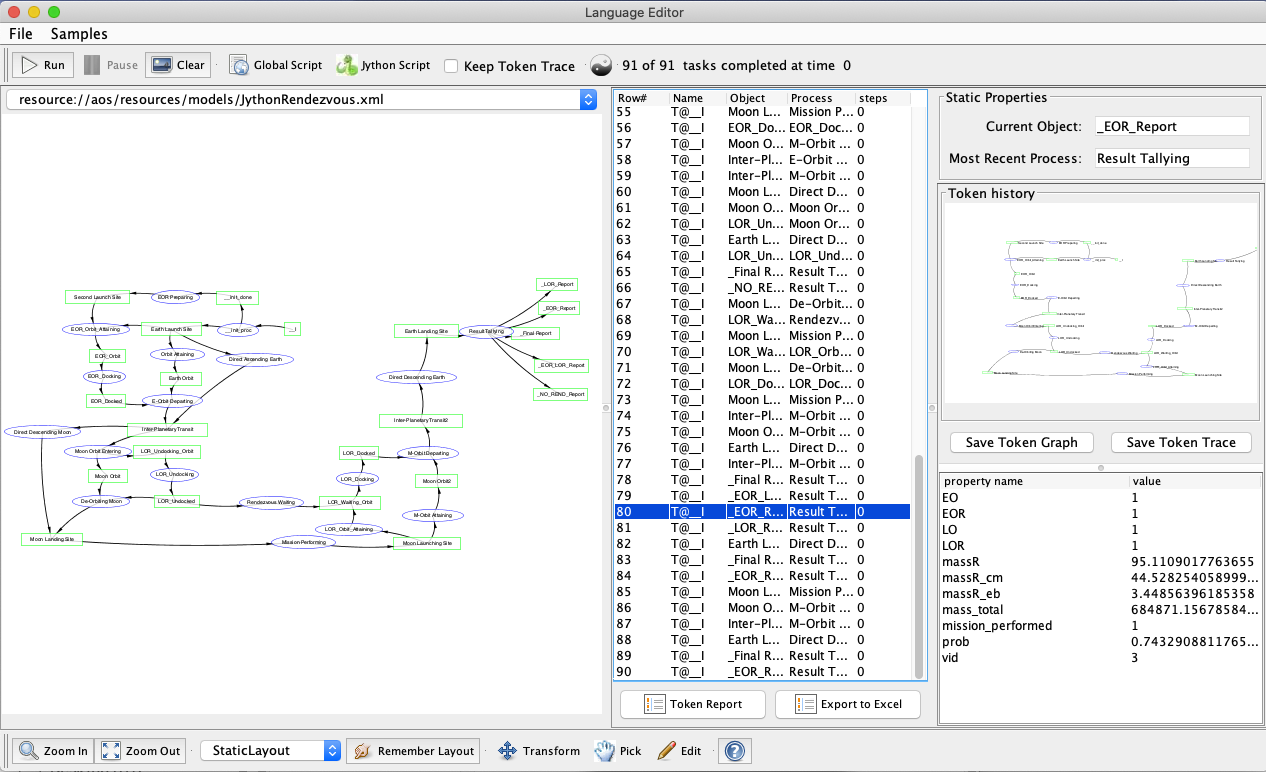 Language Editor
File Samples
Run Pause Clear Global Script Jython Script Keep Token Trace 91 of 91 tasks completed at time 0
resource://aos/resources/models/JythonRendezvous.xml
_LOR_Report
Second Launch Site EOR Preparing __Init_done
_EOR_Report
EOR_Orbit_Attaining Earth Launch Site __Init_proc __I
Earth Landing Site Result Tallying _Final Report
EOR_Orbit Orbit Attaining Direct Ascending Earth
_EOR_LOR_Report
EOR_Docking Earth Orbit Direct Descending Earth
_NO_REND_Report
EOR_Docked E-Orbit Departing
Inter-Planetary Transit2
Direct Descending Moon Inter-Planetary Transit
Moon Orbit Entering LOR_Undocking_Orbit LOR_Docked M-Orbit Departing
Moon Orbit LOR_Undocking LOR_Docking Moon Orbit2
De-Orbiting Moon LOR_Undocked Rendezvous Waiting LOR_Waiting_Orbit
M-Orbit Attaining
LOR_Orbit_Attaining
Moon Landing Site Mission Performing Moon Launching Site
Row# Name Object Process steps
55 T@__I Moon L... Mission P... 0
56 T@__I EOR_Do... EOR_Doc... 0
57 T@__I Moon O... M-Orbit ... 0
58 T@__I Inter-Pl... E-Orbit ... 0
59 T@__I Inter-Pl... M-Orbit ... 0
60 T@__I Moon L... Direct D... 0
61 T@__I Moon O... Moon Or... 0
62 T@__I LOR_Un... Moon Or... 0
63 T@__I Earth L... Direct D... 0
64 T@__I LOR_Un... LOR_Und... 0
65 T@__I _Final R... Result T... 0
66 T@__I _NO_RE... Result T... 0
67 T@__I Moon L... De-Orbit... 0
68 T@__I LOR_Wa... Rendezv... 0
69 T@__I Moon L... Mission P... 0
70 T@__I LOR_Wa... LOR_Orb... 0
71 T@__I Moon L... De-Orbit... 0
72 T@__I LOR_Do... LOR_Doc... 0
73 T@__I Moon L... Mission P... 0
74 T@__I Inter-Pl... M-Orbit ... 0
75 T@__I Moon O... M-Orbit ... 0
76 T@__I Earth L... Direct D... 0
77 T@__I Inter-Pl... M-Orbit ... 0
78 T@__I _Final R... Result T... 0
79 T@__I _EOR_L... Result T... 0
80 T@__I _EOR_R... Result T... 0
81 T@__I _LOR_R... Result T... 0
82 T@__I Earth L... Direct D... 0
83 T@__I _Final R... Result T... 0
84 T@__I _EOR_R... Result T... 0
85 T@__I Moon L... Mission P... 0
86 T@__I Moon O... M-Orbit ... 0
87 T@__I Inter-Pl... M-Orbit ... 0
88 T@__I Earth L... Direct D... 0
89 T@__I _Final R... Result T... 0
90 T@__I _EOR_R... Result T... 0
Token Report Export to Excel
Static Properties
Current Object: _EOR_Report
Most Recent Process: Result Tallying
Token history
Save Token Graph Save Token Trace
property name value
EO 1
EOR 1
LO 1
LOR 1
massR 95.1109017763655
massR_cm 44.528254058999...
massR_eb 3.44856396185358
mass_total 684871.15678584...
mission_performed 1
prob 0.7432908811765...
vid 3
Zoom In Zoom Out StaticLayout Remember Layout Transform Pick Edit ?